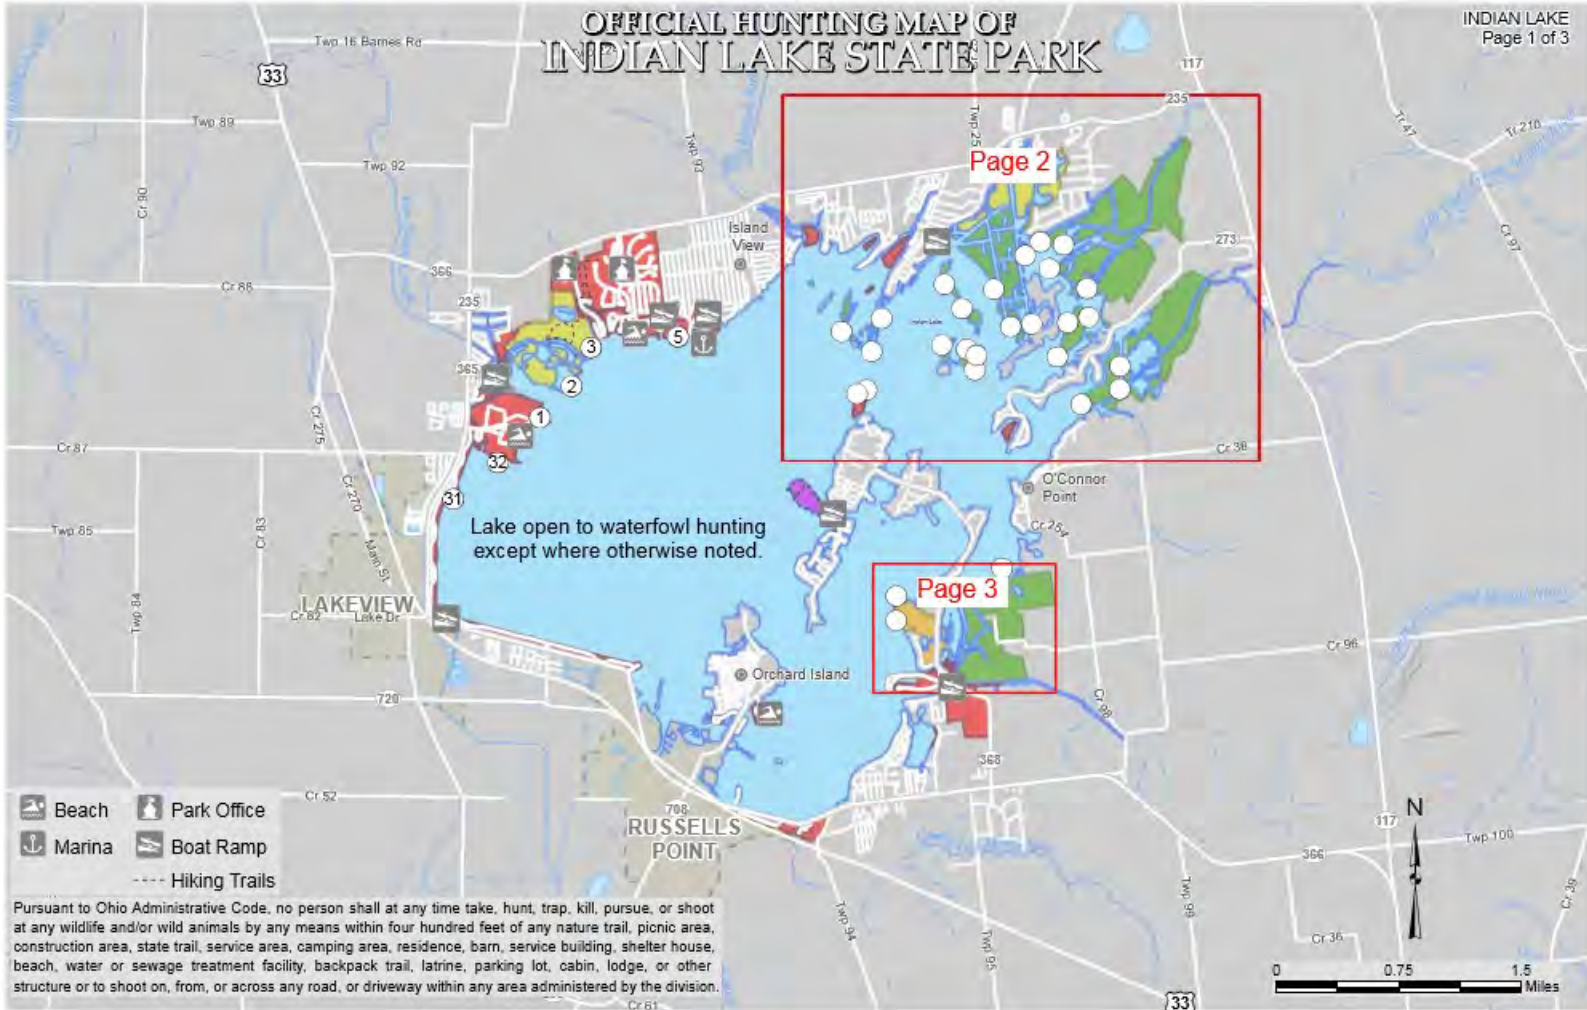 OFFICIAL HUNTING MAP OF
INDIAN LAKE STATE PARK
INDIAN LAKE
Page 1 of 3
Twp 16 Barnes Rd
33
117
235
Twp 89
Twp 93
Tr 47
Tr 210
Twp 92
Page 2
Cr 90
Island
View
273
Cr 97
366
Cr 88
235
5
3
365
2
1
Cr 275
Cr 87
32
Cr 38
31
Cr 270
O'Connor
Point
Cr 254
Twp 85
Cr 83
Main St
Lake open to waterfowl hunting
except where otherwise noted.
Page 3
Twp 84
LAKEVIEW
Cr 82
Lake Dr
Cr 96
Orchard Island
720
Cr 98
368
Cr 52
708
RUSSELLS
POINT
117
Twp 100
366
N
Beach
Park Office
Marina
Boat Ramp
Hiking Trails
Twp 94
Twp 95
Twp 99
Cr 39
Cr 36
Pursuant to Ohio Administrative Code, no person shall at any time take, hunt, trap, kill, pursue, or shoot
at any wildlife and/or wild animals by any means within four hundred feet of any nature trail, picnic area,
construction area, state trail, service area, camping area, residence, barn, service building, shelter house,
beach, water or sewage treatment facility, backpack trail, latrine, parking lot, cabin, lodge, or other
structure or to shoot on, from, or across any road, or driveway within any area administered by the division.
0 0.75 1.5
Miles
Cr 61
33